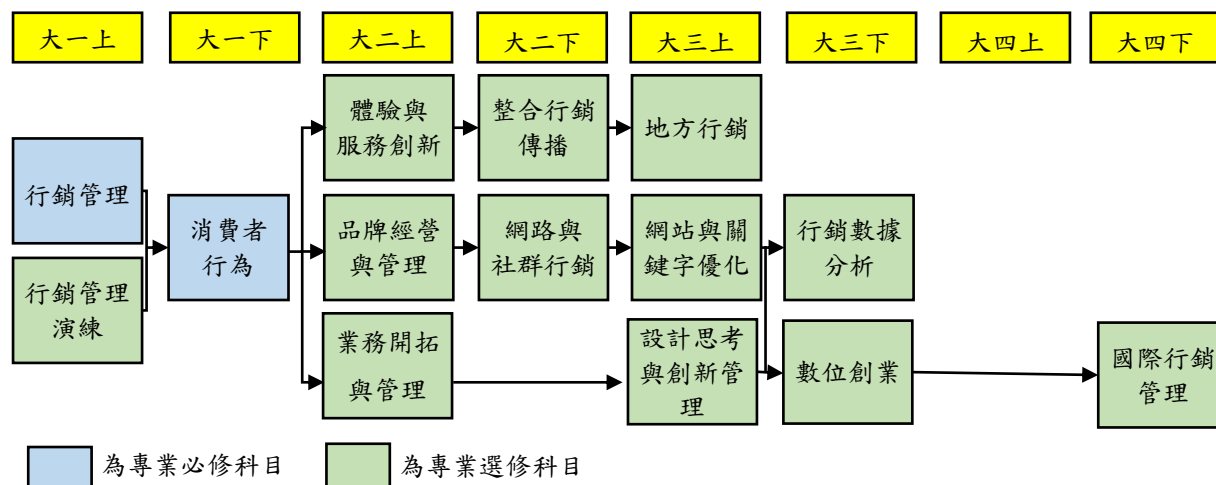 大一上
大一下
大二上
大二下
大三上
大三下
大四上
大四下
體驗與
服務創新
整合行銷
傳播
地方行銷
行銷管理
消費者
行為
品牌經營
與管理
網路與
社群行銷
網站與關
鍵字優化
行銷數據
分析
行銷管理
演練
業務開拓
與管理
設計思考
與創新管
理
數位創業
國際行銷
管理
為專業必修科目
為專業選修科目